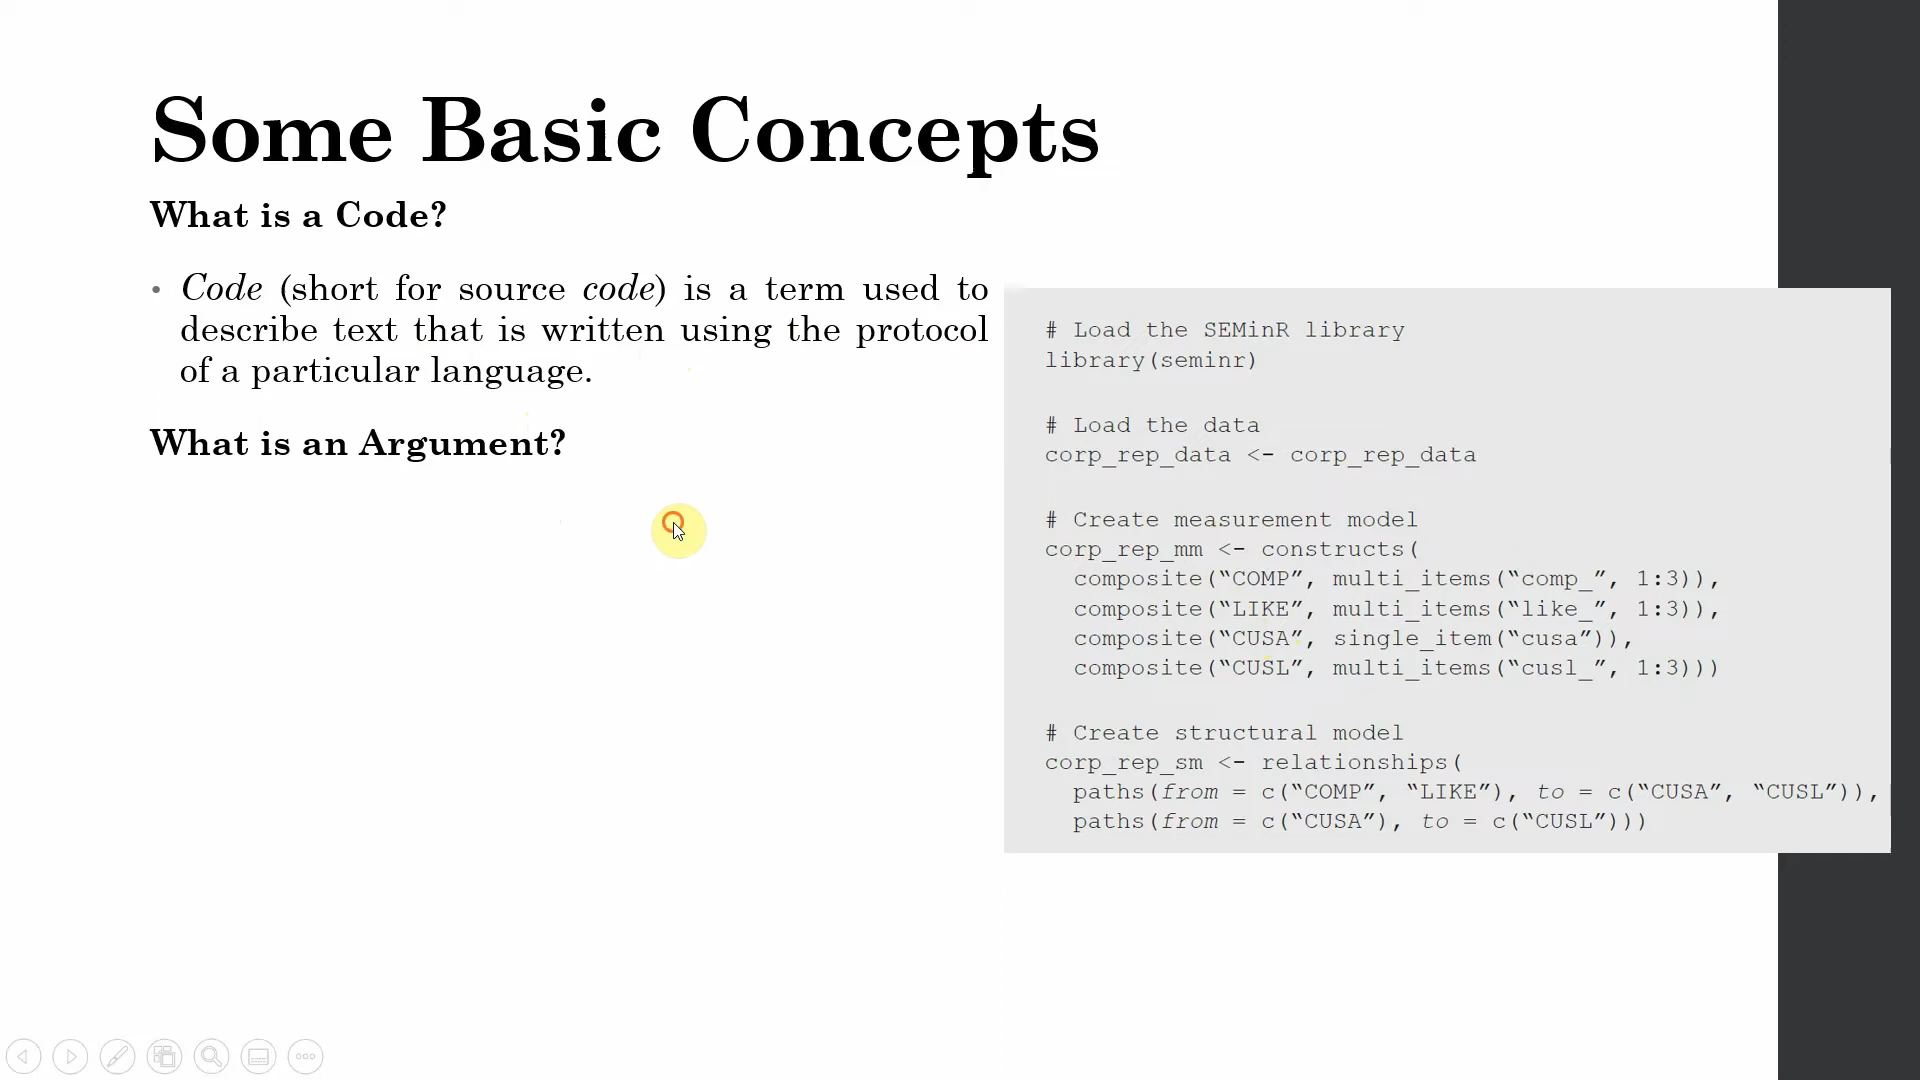 Some Basic Concepts
What is a Code?
• Code (short for source code) is a term used to
describe text that is written using the protocol
of a particular language.
What is an Argument?
# Load the SEMinR library
library(seminr)
# Load the data
corp_rep_data <- corp_rep_data
# Create measurement model
corp_rep_mm <- constructs(
composite(“COMP”, multi_items(“comp_”, 1:3)),
composite(“LIKE”, multi_items(“like_”, 1:3)),
composite(“CUSA”, single_item(“cusa”)),
composite(“CUSL”, multi_items(“cusl_”, 1:3)))
# Create structural model
corp_rep_sm <- relationships(
paths(from = c(“COMP”, “LIKE”), to = c(“CUSA”, “CUSL”)),
paths(from = c(“CUSA”), to = c(“CUSL”)))